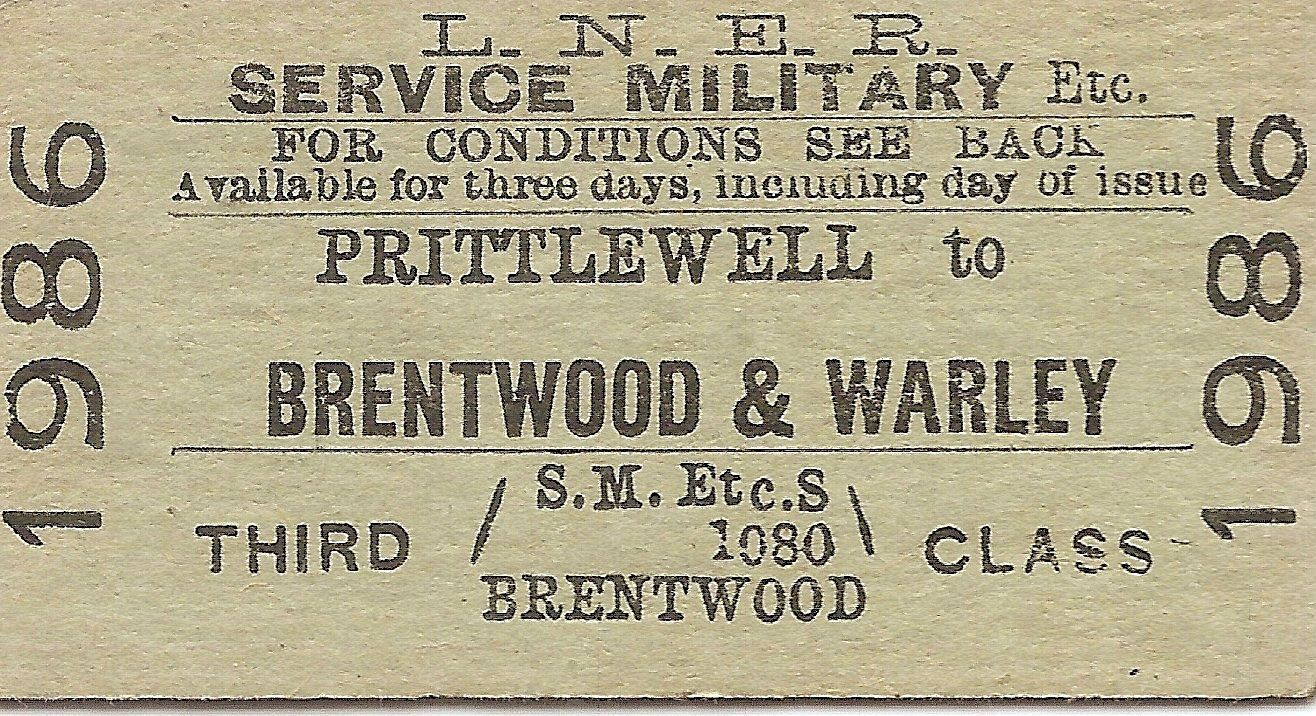 L. N. E. R.
SERVICE MILITARY Etc.
FOR CONDITIONS SEE BACK
Available for three days, including day of issue
PRITTLEWELL to
BRENTWOOD & WARLEY
S.M. Etc.S
THIRD / 1080 \ CLASS
BRENTWOOD
1986
1986